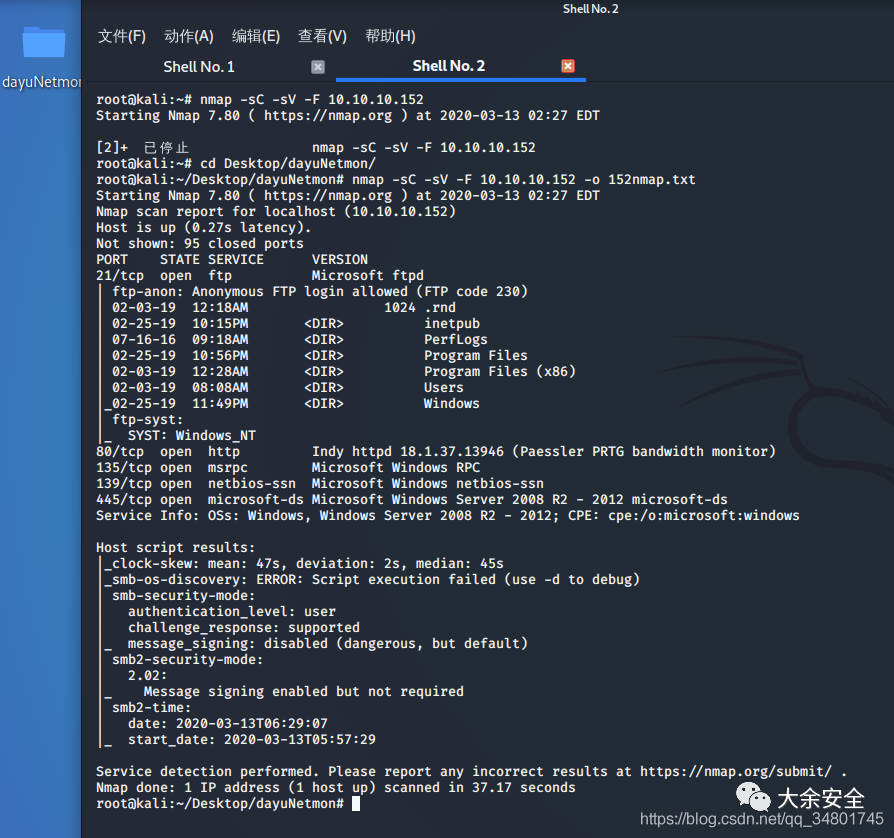 Shell No. 2
文件(F) 动作(A) 编辑(E) 查看(V) 帮助(H)
Shell No. 1
Shell No. 2
dayuNetmon
root@kali:~# nmap -sC -sV -F 10.10.10.152
Starting Nmap 7.80 ( https://nmap.org ) at 2020-03-13 02:27 EDT
[2]+  已停止               nmap -sC -sV -F 10.10.10.152
root@kali:~# cd Desktop/dayuNetmon/
root@kali:~/Desktop/dayuNetmon# nmap -sC -sV -F 10.10.10.152 -o 152nmap.txt
Starting Nmap 7.80 ( https://nmap.org ) at 2020-03-13 02:27 EDT
Nmap scan report for localhost (10.10.10.152)
Host is up (0.27s latency).
Not shown: 95 closed ports
PORT    STATE SERVICE      VERSION
21/tcp  open  ftp          Microsoft ftpd
| ftp-anon: Anonymous FTP login allowed (FTP code 230)
| 02-03-19  12:18AM                 1024 .rnd
| 02-25-19  10:15PM       <DIR>          inetpub
| 07-16-16  09:18AM       <DIR>          PerfLogs
| 02-25-19  10:56PM       <DIR>          Program Files
| 02-03-19  12:28AM       <DIR>          Program Files (x86)
| 02-03-19  08:08AM       <DIR>          Users
|_02-25-19  11:49PM       <DIR>          Windows
| ftp-syst:
|_  SYST: Windows_NT
80/tcp  open  http         Indy httpd 18.1.37.13946 (Paessler PRTG bandwidth monitor)
135/tcp open  msrpc        Microsoft Windows RPC
139/tcp open  netbios-ssn  Microsoft Windows netbios-ssn
445/tcp open  microsoft-ds Microsoft Windows Server 2008 R2 - 2012 microsoft-ds
Service Info: OSs: Windows, Windows Server 2008 R2 - 2012; CPE: cpe:/o:microsoft:windows
Host script results:
|_clock-skew: mean: 47s, deviation: 2s, median: 45s
|_smb-os-discovery: ERROR: Script execution failed (use -d to debug)
| smb-security-mode:
|   authentication_level: user
|   challenge_response: supported
|_  message_signing: disabled (dangerous, but default)
| smb2-security-mode:
|   2.02:
|_    Message signing enabled but not required
| smb2-time:
|   date: 2020-03-13T06:29:07
|_  start_date: 2020-03-13T05:57:29
Service detection performed. Please report any incorrect results at https://nmap.org/submit/ .
Nmap done: 1 IP address (1 host up) scanned in 37.17 seconds
root@kali:~/Desktop/dayuNetmon#
大余安全
https://blog.csdn.net/qq_34801745